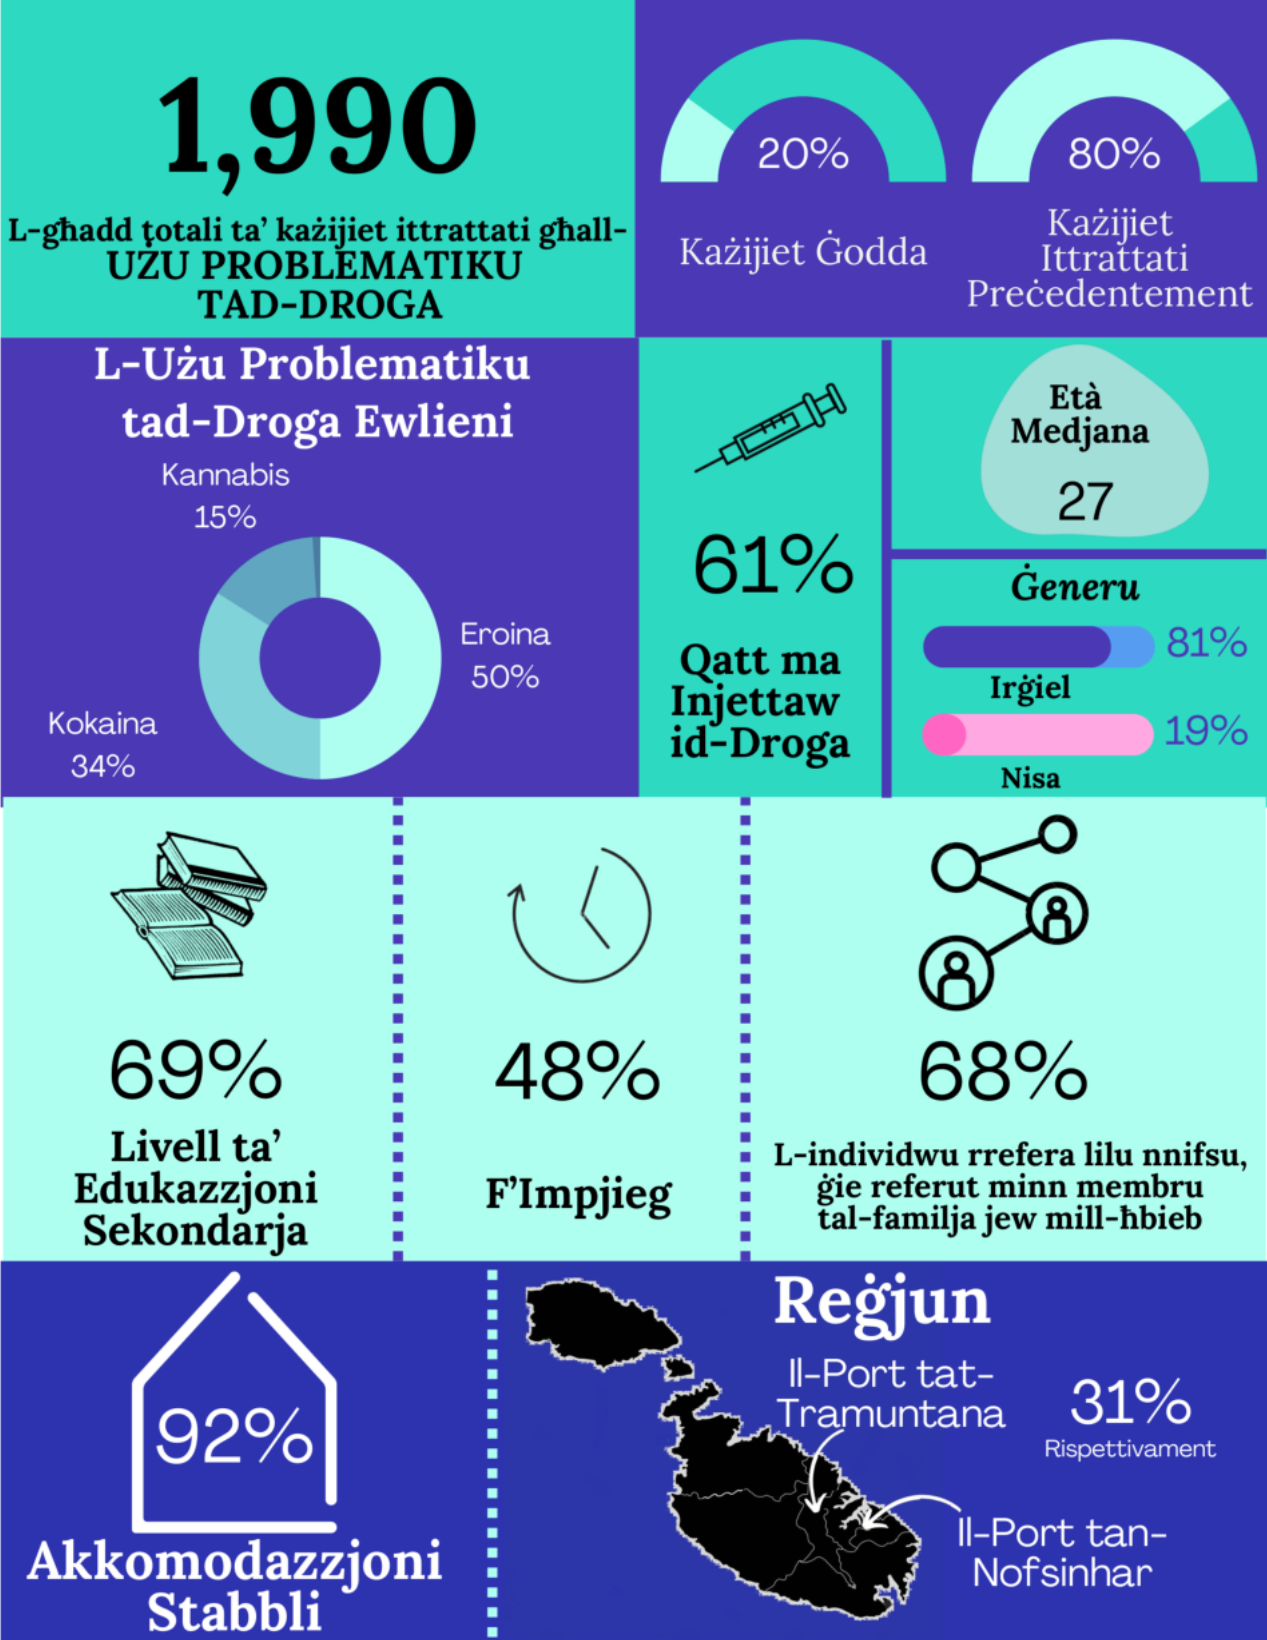 1,990
L-għadd totali ta’ każijiet ittrattati għall-
UŻU PROBLEMATIKU
TAD-DROGA
20%
Każijiet Ġodda
80%
Każijiet
Ittrattati
Preċedentement
L-Użu Problematiku
tad-Droga Ewlieni
Kannabis
15%
Eroina
50%
Kokaina
34%
61%
Qatt ma
Injettaw
id-Droga
Età
Medjana
27
Ġeneru
81%
Irġiel
19%
Nisa
69%
Livell ta’
Edukazzjoni
Sekondarja
48%
F’Impjieg
68%
L-individwu rrefera lilu nnifsu,
ġie referut minn membru
tal-familja jew mill-ħbieb
92%
Akkomodazzjoni
Stabbli
Reġjun
Il-Port tat-
Tramuntana
31%
Rispettivament
Il-Port tan-
Nofsinhar